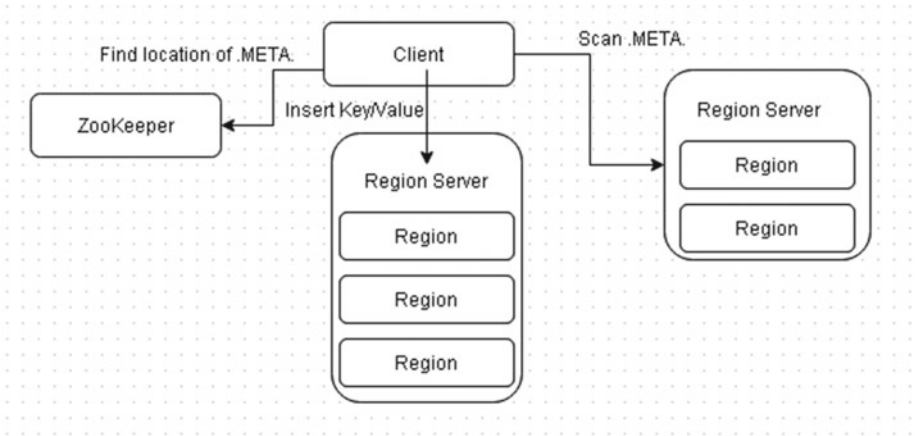 Find location of .META.
Client
Scan .META.
ZooKeeper
Insert Key/Value
Region Server
Region
Region
Region
Region Server
Region
Region